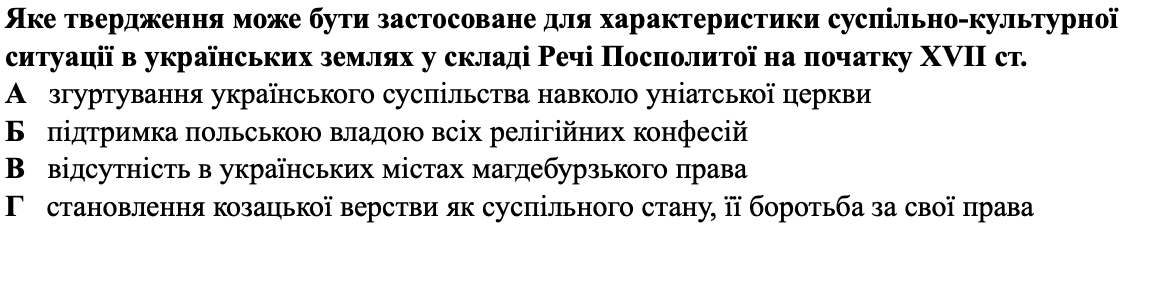 Яке твердження може бути застосоване для характеристики суспільно-культурної
ситуації в українських землях у складі Речі Посполитої на початку XVII ст.
А згуртування українського суспільства навколо уніатської церкви
Б підтримка польською владою всіх релігійних конфесій
В відсутність в українських містах магдебурзького права
Г становлення козацької верстви як суспільного стану, її боротьба за свої права